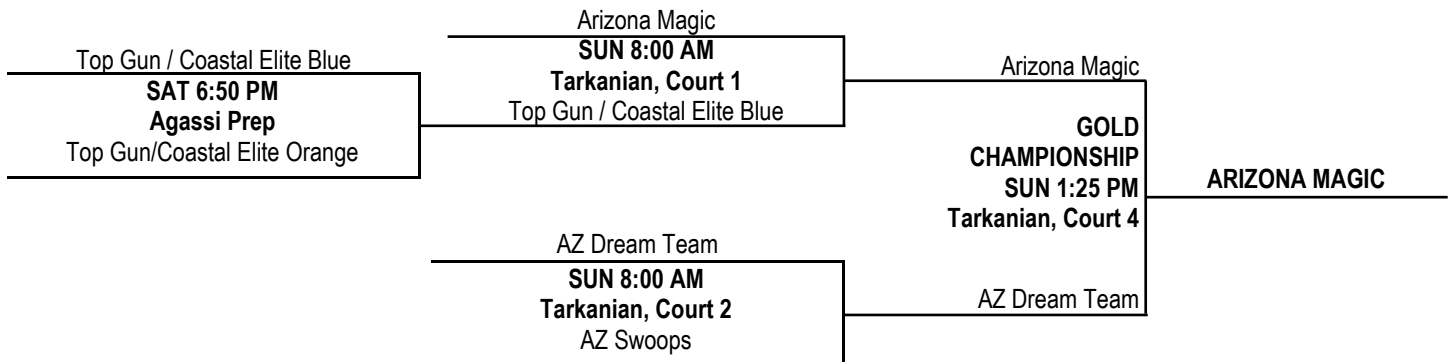 Top Gun / Coastal Elite Blue
SAT 6:50 PM
Agassi Prep
Top Gun/Coastal Elite Orange
Arizona Magic
SUN 8:00 AM
Tarkanian, Court 1
Top Gun / Coastal Elite Blue
AZ Dream Team
SUN 8:00 AM
Tarkanian, Court 2
AZ Swoops
Arizona Magic
GOLD
CHAMPIONSHIP
SUN 1:25 PM
Tarkanian, Court 4
AZ Dream Team
ARIZONA MAGIC